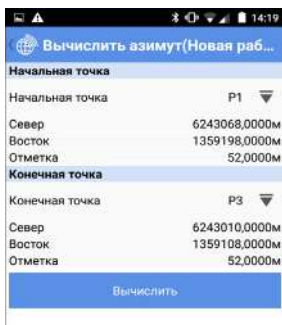 14:19
Вычислить азимут(Новая раб...
Начальная точка
Начальная точка P1
Север 6243068,0000м
Восток 1359198,0000м
Отметка 52,0000м
Конечная точка
Конечная точка P3
Север 6243010,0000м
Восток 1359108,0000м
Отметка 52,0000м
Вычислить